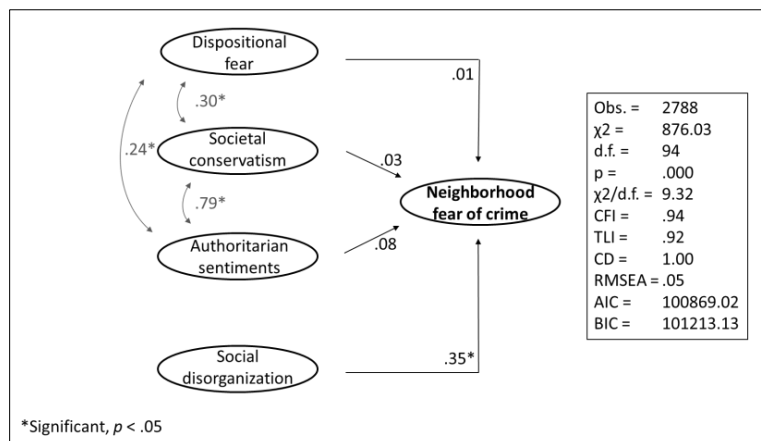 Dispositional
fear
.01
.30*
Societal
conservatism
.24*
.03
.79*
Neighborhood
fear of crime
Authoritarian
sentiments
.08
Social
disorganization
.35*
Obs. = 2788
χ2 = 876.03
d.f. = 94
p = .000
χ2/d.f. = 9.32
CFI = .94
TLI = .92
CD = 1.00
RMSEA = .05
AIC = 100869.02
BIC = 101213.13
*Significant, p < .05